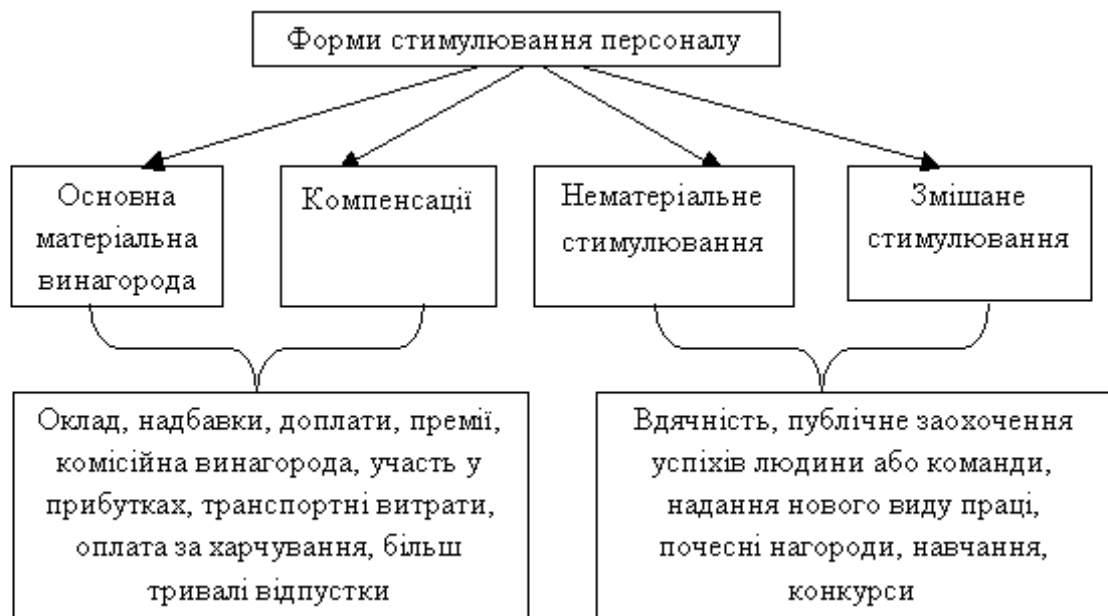 Форми стимулювання персоналу
Основна
матеріальна
винагорода
Компенсації
Нематеріальне
стимулювання
Змішане
стимулювання
Оклад, надбавки, доплати, премії,
комісійна винагорода, участь у
прибутках, транспортні витрати,
оплата за харчування, більш
тривалі відпустки
Вдячність, публічне заохочення
успіхів людини або команди,
надання нового виду праці,
почесні нагороди, навчання,
конкурси